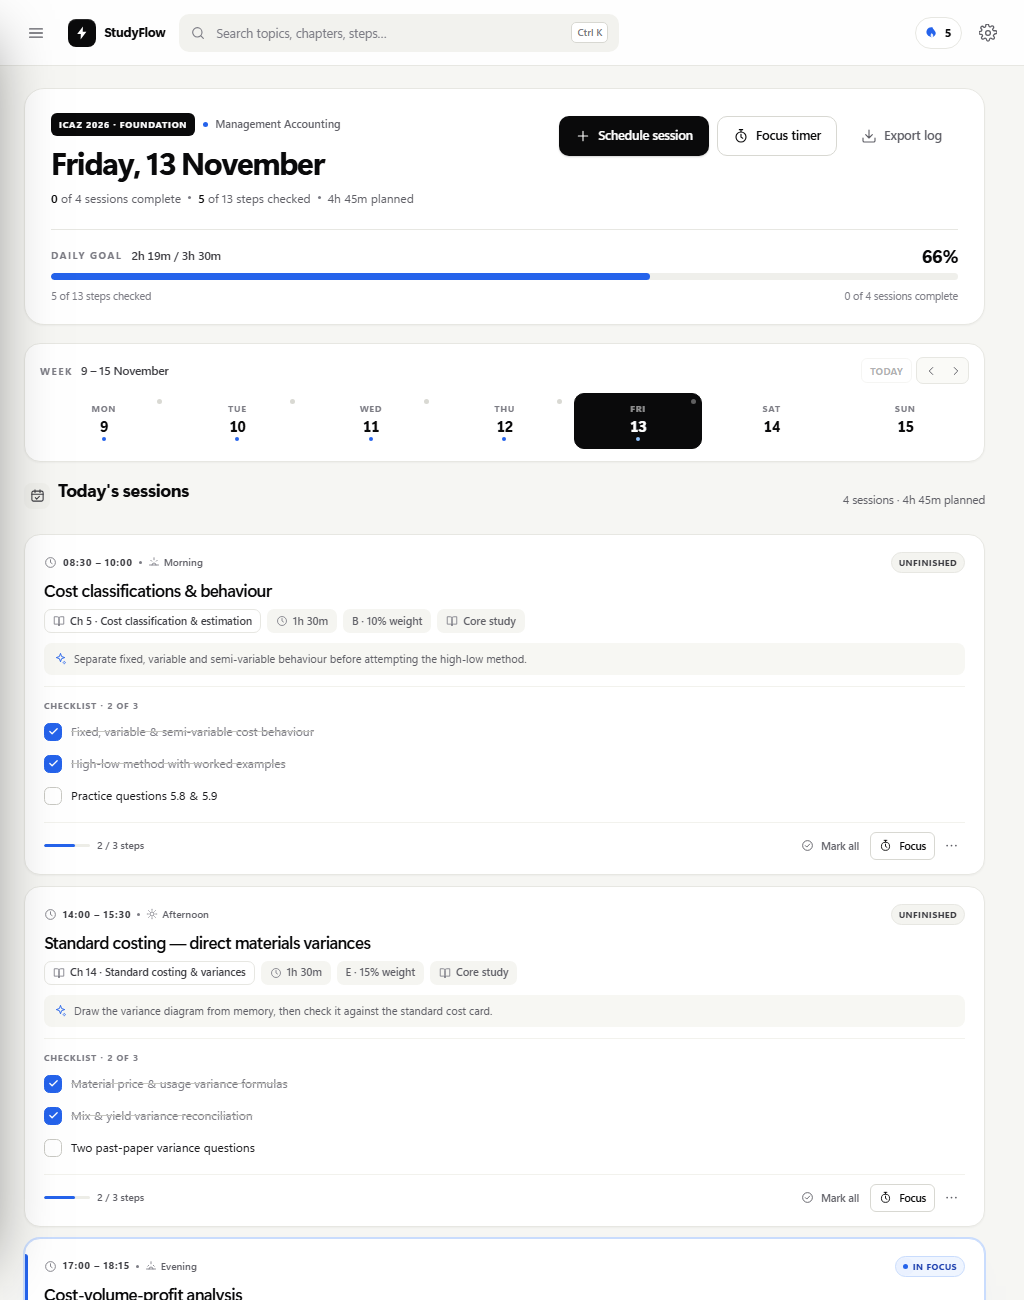 StudyFlow
Search topics, chapters, steps...
Ctrl K
5
ICAZ 2026 · FOUNDATION
Management Accounting
Schedule session
Focus timer
Export log
Friday, 13 November
0 of 4 sessions complete • 5 of 13 steps checked • 4h 45m planned
DAILY GOAL 2h 19m / 3h 30m
66%
5 of 13 steps checked
0 of 4 sessions complete
WEEK 9 – 15 November
TODAY
MON TUE WED THU FRI SAT SUN
9 10 11 12 13 14 15
Today's sessions
4 sessions · 4h 45m planned
08:30 – 10:00 • Morning
UNFINISHED
Cost classifications & behaviour
Ch 5 · Cost classification & estimation
1h 30m
B · 10% weight
Core study
Separate fixed, variable and semi-variable behaviour before attempting the high-low method.
CHECKLIST · 2 OF 3
Fixed, variable & semi-variable cost behaviour
High-low method with worked examples
Practice questions 5.8 & 5.9
2 / 3 steps
Mark all
Focus
14:00 – 15:30 • Afternoon
UNFINISHED
Standard costing — direct materials variances
Ch 14 · Standard costing & variances
1h 30m
E · 15% weight
Core study
Draw the variance diagram from memory, then check it against the standard cost card.
CHECKLIST · 2 OF 3
Material price & usage variance formulas
Mix & yield variance reconciliation
Two past-paper variance questions
2 / 3 steps
Mark all
Focus
17:00 – 18:15 • Evening
IN FOCUS
Cost-volume-profit analysis